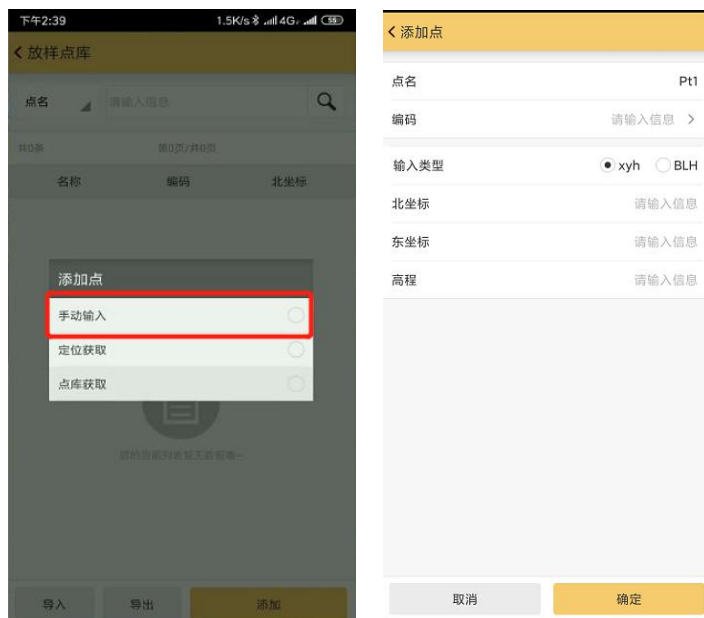 下午2:39
1.5K/s 4G 55
放样点库
点名
请输入信息
共0条
第0页/共0页
名称 编码 北坐标
添加点
手动输入
定位获取
点库获取
导入 导出 添加
添加点
点名 Pt1
编码 请输入信息
输入类型 xyh BLH
北坐标 请输入信息
东坐标 请输入信息
高程 请输入信息
取消 确定